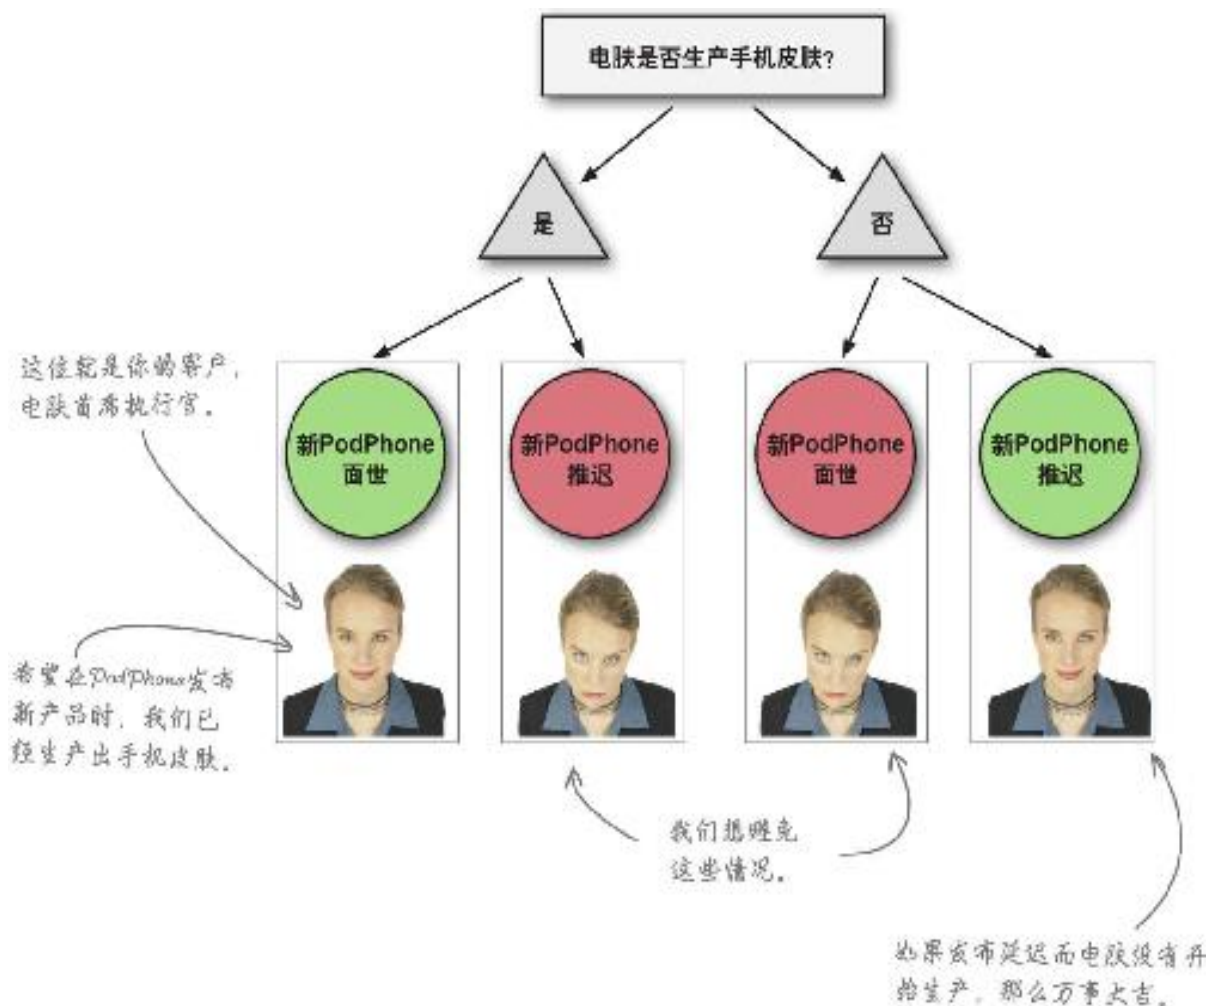 电肤是否生产手机皮肤?
是
否
这位就是你的客户，
电肤首席执行官。
新PodPhone
面世
新PodPhone
推迟
新PodPhone
面世
新PodPhone
推迟
希望在PodPhone发布
新产品时，我们已
经生产出手机皮肤。
我们想避免
这些情况。
如果发布延迟而电肤没有开
始生产，那么万事大吉。